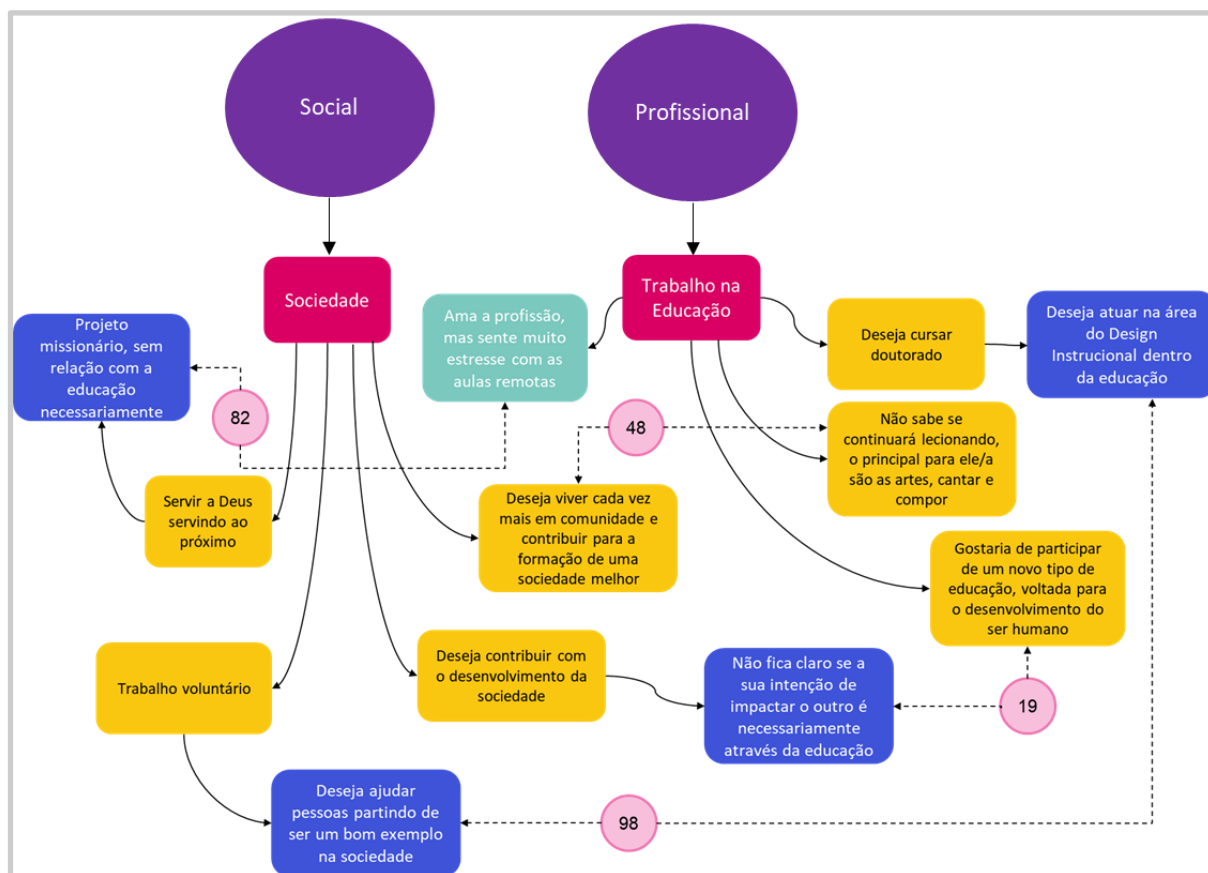 Social
Profissional
Sociedade
Trabalho na
Educação
Projeto
missionário, sem
relação com a
educação
necessariamente
Ama a profissão,
mas sente muito
estresse com as
aulas remotas
Deseja cursar
doutorado
Deseja atuar na área
do Design
Instrucional dentro
da educação
82
48
Não sabe se
continuará lecionando,
o principal para ele/a
são as artes, cantar e
compor
Servir a Deus
servindo ao
próximo
Deseja viver cada vez
mais em comunidade e
contribuir para a
formação de uma
sociedade melhor
Gostaria de participar
de um novo tipo de
educação, voltada para
o desenvolvimento do
ser humano
Trabalho voluntário
Deseja contribuir com
o desenvolvimento da
sociedade
Não fica claro se a
sua intenção de
impactar o outro é
necessariamente
através da educação
19
Deseja ajudar
pessoas partindo de
ser um bom exemplo
na sociedade
98